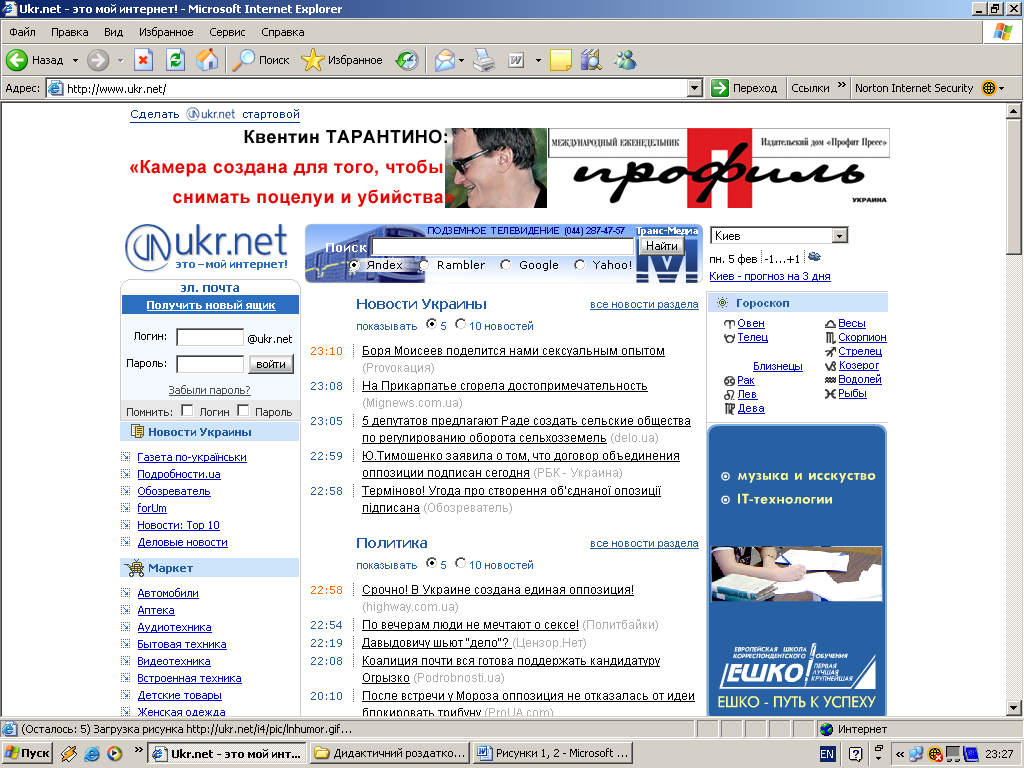 Ukr.net - это мой интернет! - Microsoft Internet Explorer
Файл Правка Вид Избранное Сервис Справка
Назад Поиск Избранное
Адрес: http://www.ukr.net/ Переход Ссылки » Norton Internet Security
Сделать ukr.net стартовой
Квентин ТАРАНТИНО:
«Камера создана для того, чтобы
снимать поцелуи и убийства»
МЕЖДУНАРОДНЫЙ ЕЖЕНЕДЕЛЬНИК Издательский дом «Профит Пресс»
профиль
УКРАИНА
ukr.net
это – мой интернет!
ПОДЗЕМНОЕ ТЕЛЕВИДЕНИЕ (044) 287-47-57 Транс-Медиа
Поиск Найти
Яndex Rambler Google Yahoo!
Киев
пн. 5 фев -1...+1
Киев - прогноз на 3 дня
эл. почта
Получить новый ящик
Логин: @ukr.net
Пароль: войти
Забыли пароль?
Помнить: Логин Пароль
Новости Украины
Газета по-українськи
Подробности.ua
Обозреватель
forUm
Новости: Top 10
Деловые новости
Маркет
Автомобили
Аптека
Аудиотехника
Бытовая техника
Видеотехника
Встроенная техника
Детские товары
Женская одежда
Новости Украины все новости раздела
показывать 5 10 новостей
23:10 Боря Моисеев поделится нами сексуальным опытом
(Провокация)
23:08 На Прикарпатье сгорела достопримечательность
(Mignews.com.ua)
23:05 5 депутатов предлагают Раде создать сельские общества
по регулированию оборота сельхозземель (delo.ua)
22:59 Ю.Тимошенко заявила о том, что договор объединения
оппозиции подписан сегодня (РБК - Украина)
22:58 Терміново! Угода про створення об'єднаної опозиції
підписана (Обозреватель)
Политика все новости раздела
показывать 5 10 новостей
22:58 Срочно! В Украине создана единая оппозиция!
(highway.com.ua)
22:54 По вечерам люди не мечтают о сексе! (Политбайки)
22:19 Давыдовичу шьют "дело"? (Цензор.Нет)
22:08 Коалиция почти вся готова поддержать кандидатуру
Огрызко (Podrobnosti.ua)
20:10 После встречи у Мороза оппозиция не отказалась от идеи
блокировать трибуну (ProUA.com)
Гороскоп
Овен Весы
Телец Скорпион
Стрелец
Близнецы Козерог
Рак Водолей
Лев Рыбы
Дева
музыка и исскуство
IT-технологии
ЕВРОПЕЙСКАЯ ШКОЛА
КОРРЕСПОНДЕНТСКОГО ОБУЧЕНИЯ
ЕШКО!
ПЕРВАЯ
ЛУЧШАЯ
КРУПНЕЙШАЯ
ЕШКО - ПУТЬ К УСПЕХУ
(Осталось: 5) Загрузка рисунка http://ukr.net/i4/pic/lnhumor.gif... Интернет
Пуск » Ukr.net - это мой инт... Дидактичний роздатко... Рисунки 1, 2 - Microsoft ... EN « 23:27